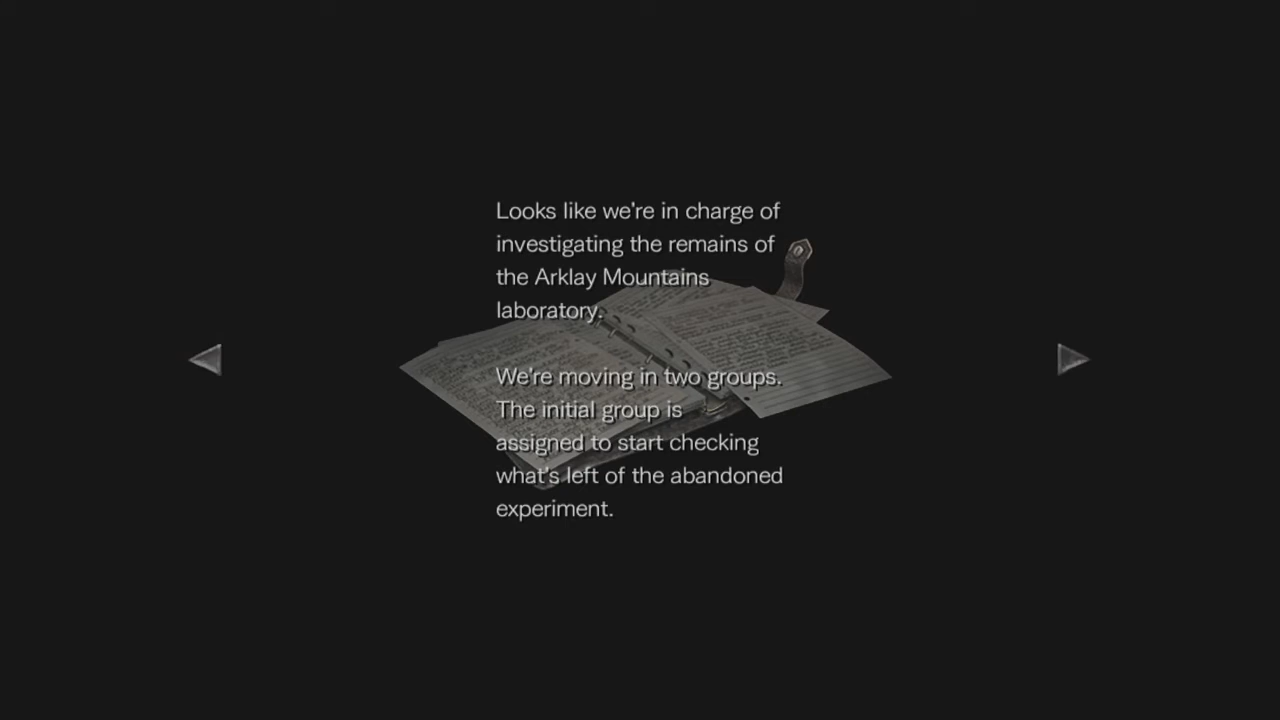 Looks like we're in charge of
investigating the remains of
the Arklay Mountains
laboratory.
We're moving in two groups.
The initial group is
assigned to start checking
what's left of the abandoned
experiment.